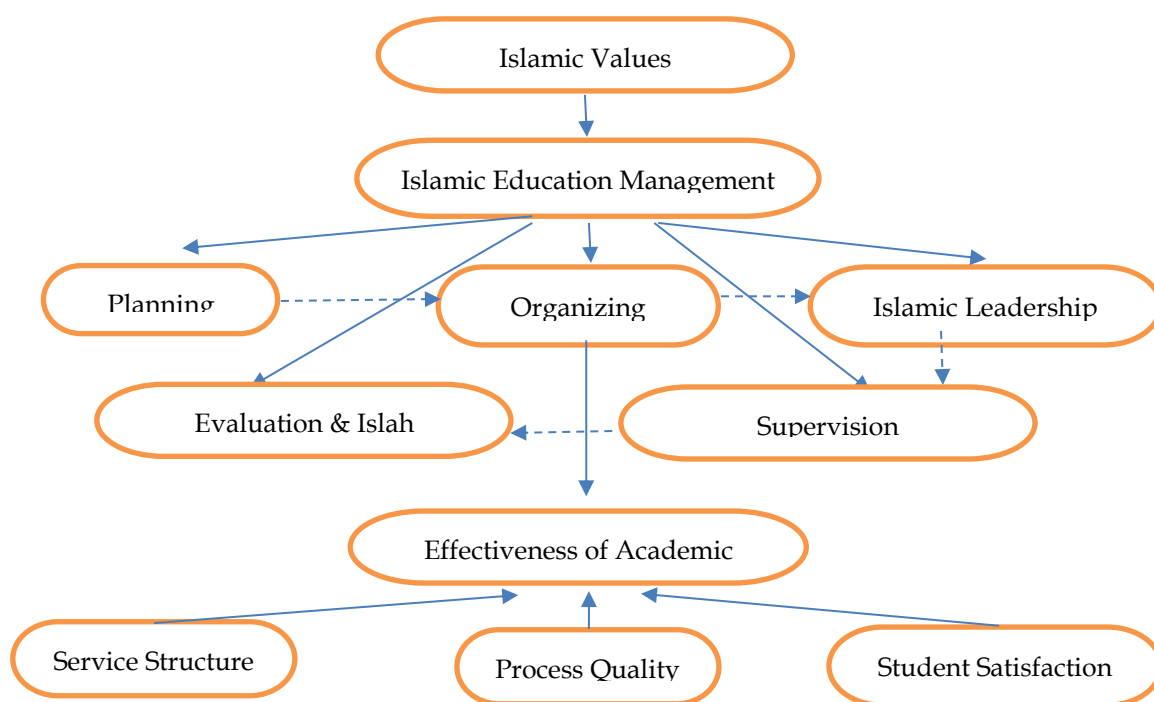 Islamic Values
Islamic Education Management
Planning
Organizing
Islamic Leadership
Evaluation & Islah
Supervision
Effectiveness of Academic
Service Structure
Process Quality
Student Satisfaction